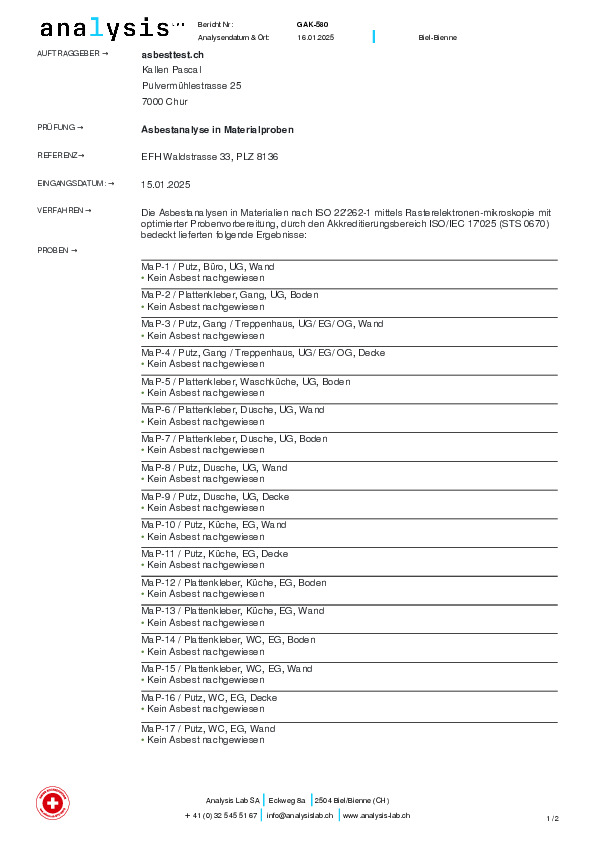 analysis
Bericht Nr: GAK-580
Analysendatum & Ort: 16.01.2025 Biel-Bienne
AUFTRAGGEBER → asbesttest.ch
Kallen Pascal
Pulvermühlestrasse 25
7000 Chur
PRÜFUNG → Asbestanalyse in Materialproben
REFERENZ→ EFH Waldstrasse 33, PLZ 8136
EINGANGSDATUM: → 15.01.2025
VERFAHREN → Die Asbestanalysen in Materialien nach ISO 22'262-1 mittels Rasterelektronen-mikroskopie mit
optimierter Probenvorbereitung, durch den Akkreditierungsbereich ISO/IEC 17'025 (STS 0670)
bedeckt lieferten folgende Ergebnisse:
PROBEN →
MaP-1 / Putz, Büro, UG, Wand
• Kein Asbest nachgewiesen
MaP-2 / Plattenkleber, Gang, UG, Boden
• Kein Asbest nachgewiesen
MaP-3 / Putz, Gang / Treppenhaus, UG/ EG/ OG, Wand
• Kein Asbest nachgewiesen
MaP-4 / Putz, Gang / Treppenhaus, UG/ EG/ OG, Decke
• Kein Asbest nachgewiesen
MaP-5 / Plattenkleber, Waschküche, UG, Boden
• Kein Asbest nachgewiesen
MaP-6 / Plattenkleber, Dusche, UG, Wand
• Kein Asbest nachgewiesen
MaP-7 / Plattenkleber, Dusche, UG, Boden
• Kein Asbest nachgewiesen
MaP-8 / Putz, Dusche, UG, Wand
• Kein Asbest nachgewiesen
MaP-9 / Putz, Dusche, UG, Decke
• Kein Asbest nachgewiesen
MaP-10 / Putz, Küche, EG, Wand
• Kein Asbest nachgewiesen
MaP-11 / Putz, Küche, EG, Decke
• Kein Asbest nachgewiesen
MaP-12 / Plattenkleber, Küche, EG, Boden
• Kein Asbest nachgewiesen
MaP-13 / Plattenkleber, Küche, EG, Wand
• Kein Asbest nachgewiesen
MaP-14 / Plattenkleber, WC, EG, Boden
• Kein Asbest nachgewiesen
MaP-15 / Plattenkleber, WC, EG, Wand
• Kein Asbest nachgewiesen
MaP-16 / Putz, WC, EG, Decke
• Kein Asbest nachgewiesen
MaP-17 / Putz, WC, EG, Wand
• Kein Asbest nachgewiesen
Analysis Lab SA | Eckweg 8a | 2504 Biel/Bienne (CH)
+ 41 (0) 32 545 51 67 | info@analysislab.ch | www.analysis-lab.ch
1 / 2